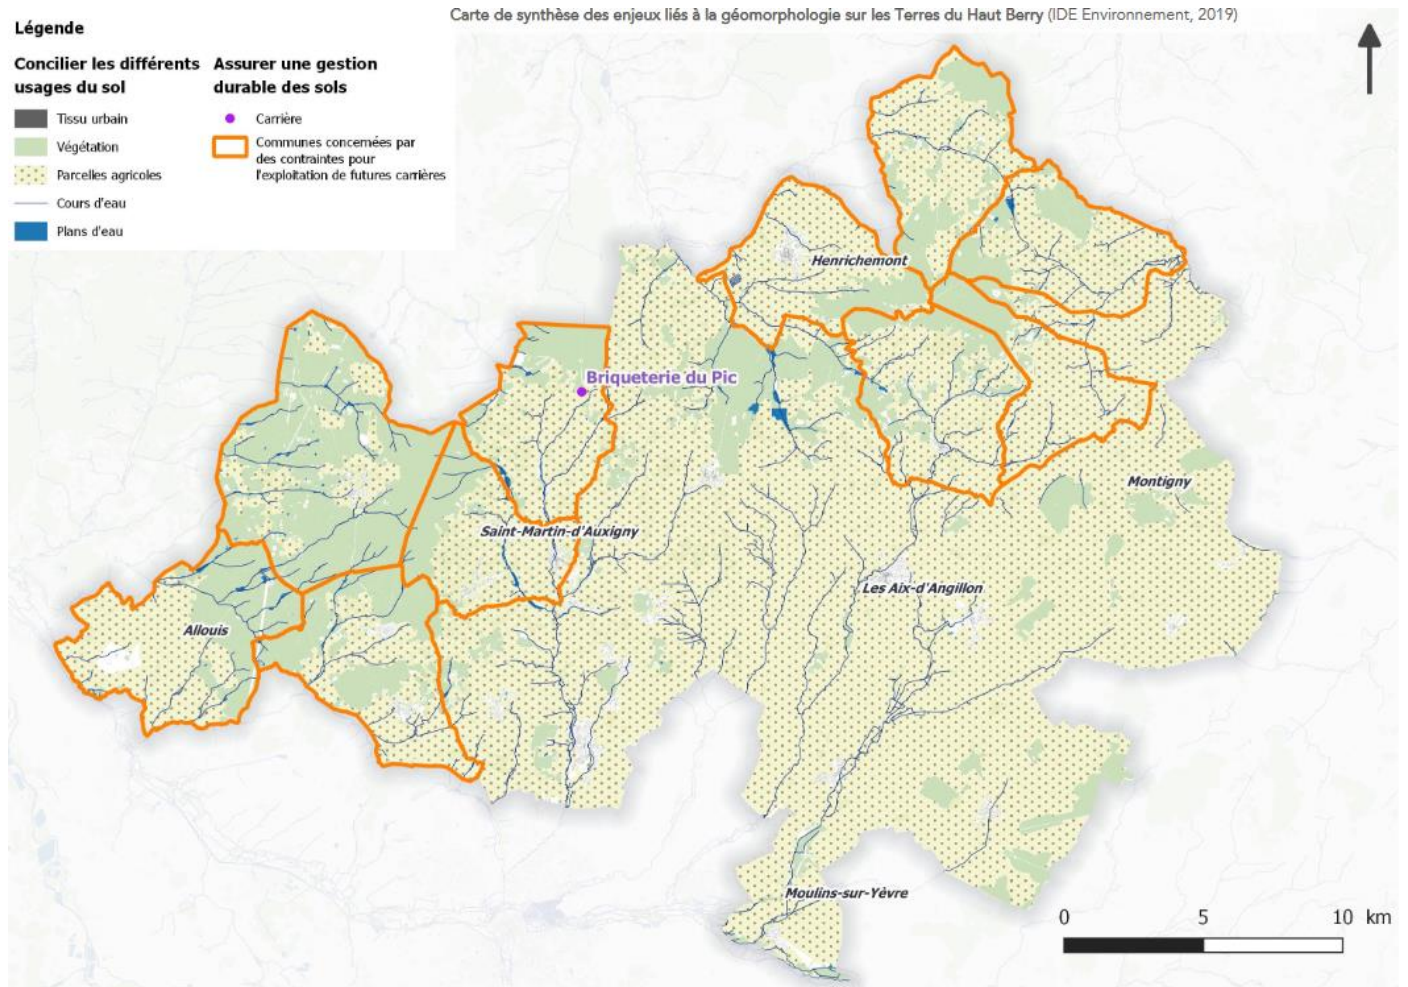 Carte de synthèse des enjeux liés à la géomorphologie sur les Terres du Haut Berry (IDE Environnement, 2019)
Légende
Concilier les différents
usages du sol
Tissu urbain
Végétation
Parcelles agricoles
Cours d'eau
Plans d'eau
Assurer une gestion
durable des sols
Carrière
Communes concernées par
des contraintes pour
l'exploitation de futures carrières
Henrichemont
Briqueterie du Pic
Montigny
Saint-Martin-d'Auxigny
Les Aix-d'Angillon
Allouis
Moulins-sur-Yèvre
0 5 10 km